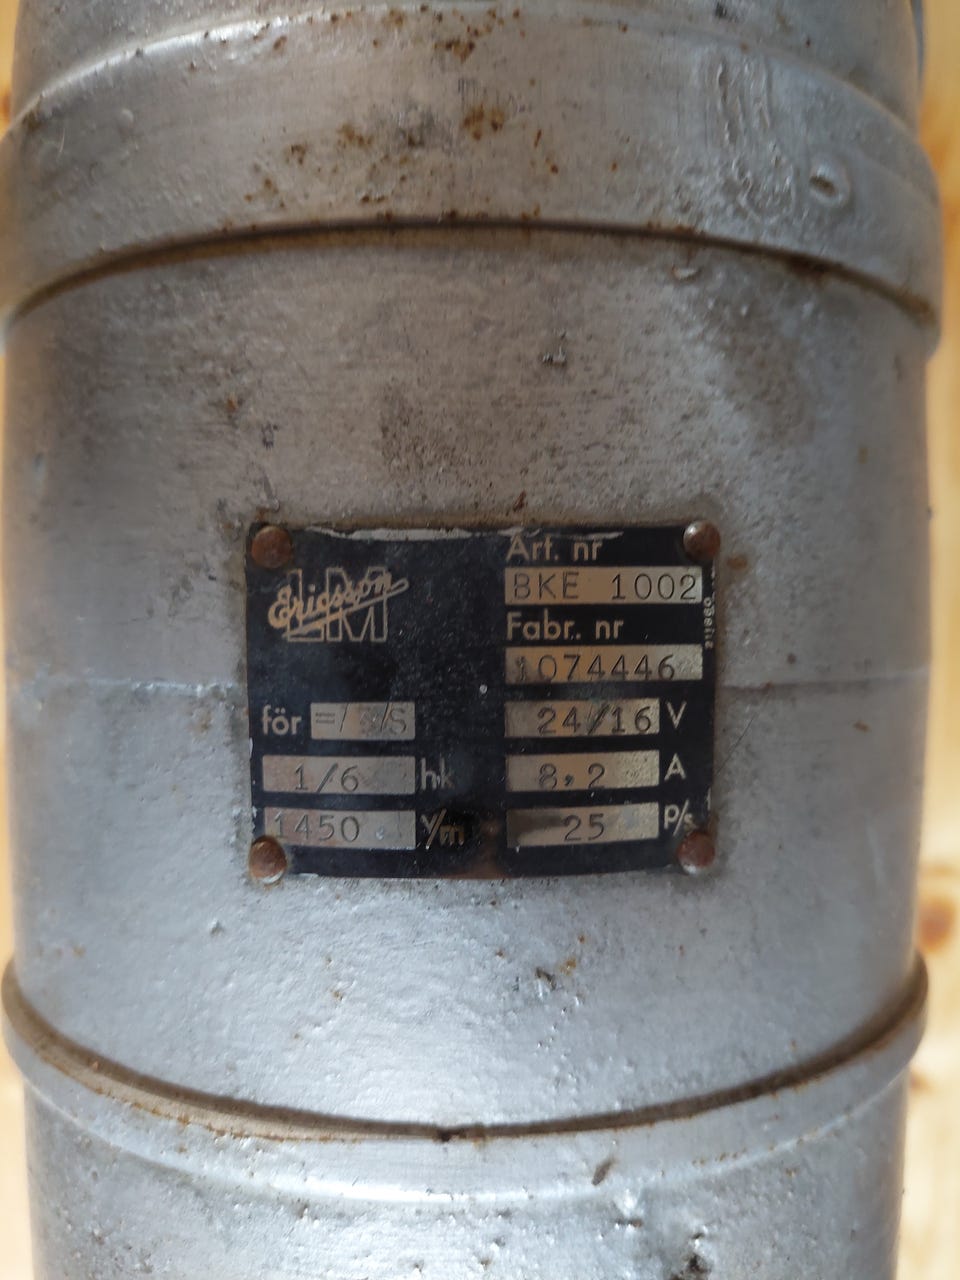 LM Ericsson
Art. nr
BKE 1002
Fabr. nr
1074446
för =/
24/16 V
1/6 hk
8,2 A
1450 v/m
25 p/s